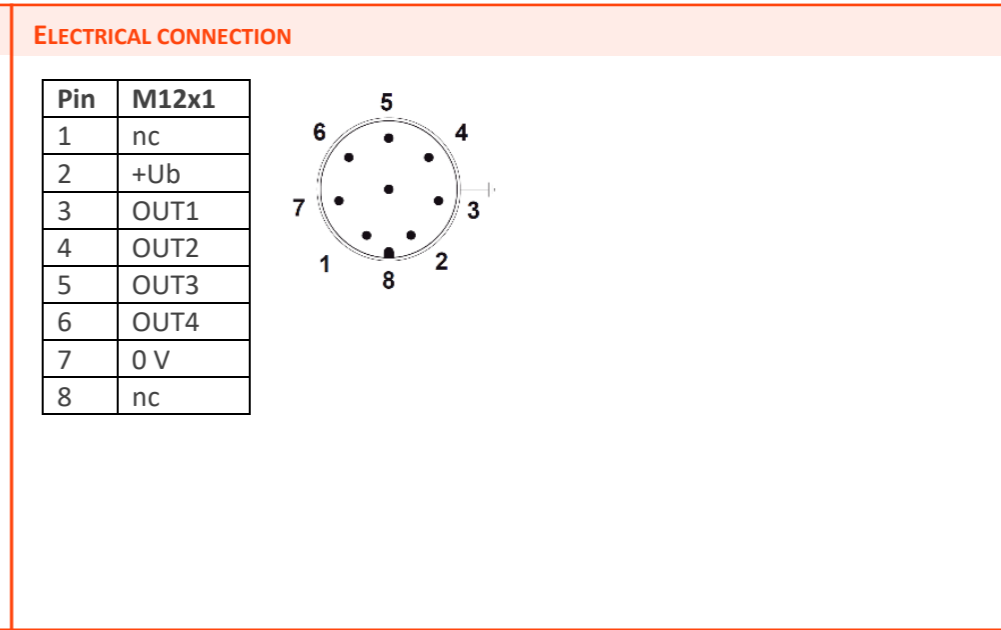 ELECTRICAL CONNECTION
Pin M12x1
1 nc
2 +Ub
3 OUT1
4 OUT2
5 OUT3
6 OUT4
7 0 V
8 nc
5
6 4
7 3
1 2
8